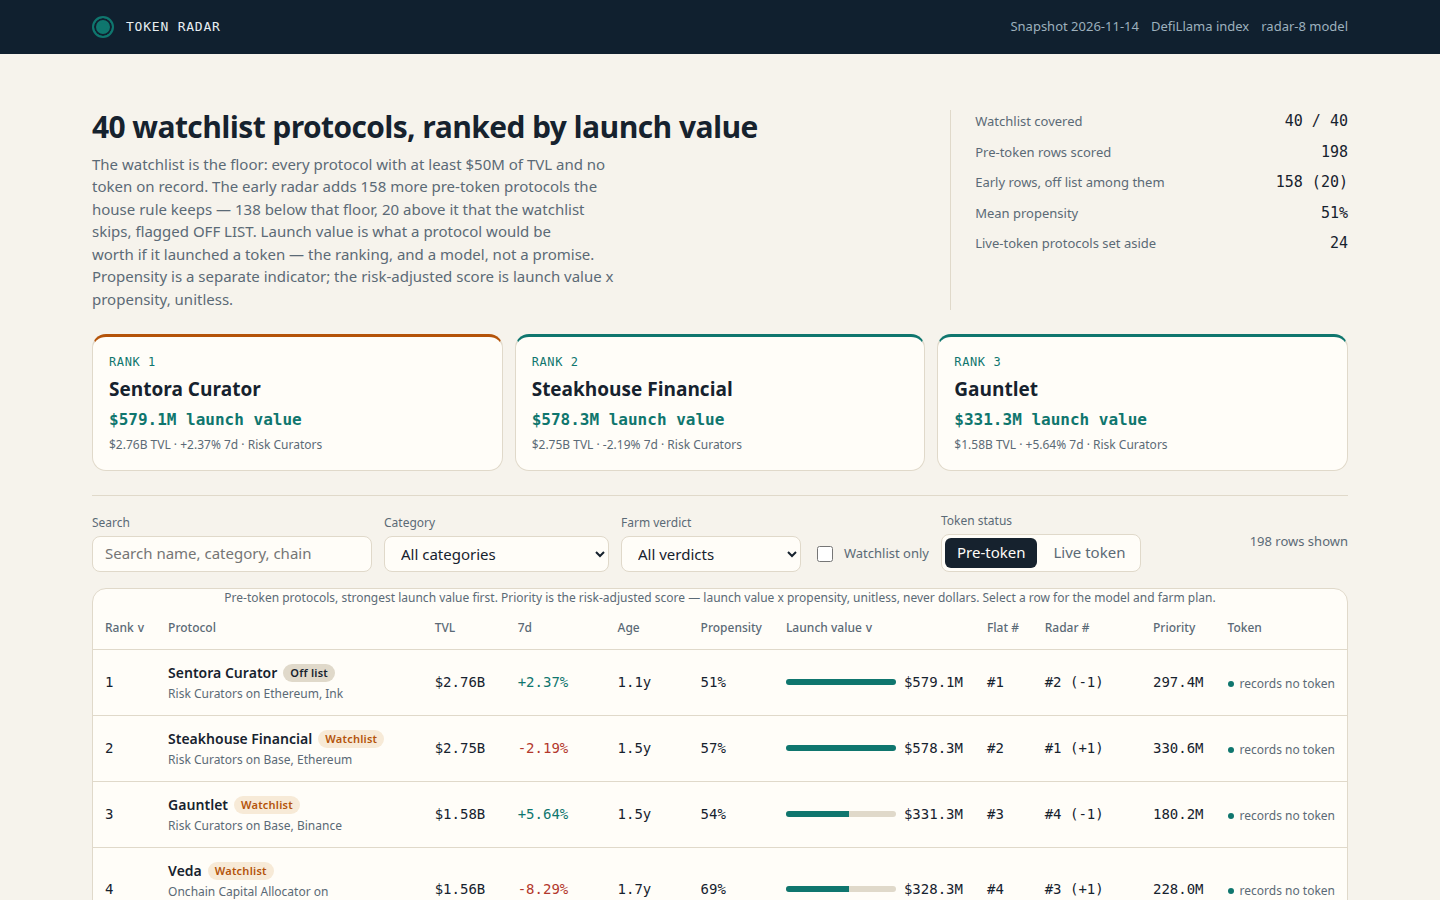 TOKEN RADAR
Snapshot 2026-11-14 DefiLlama index radar-8 model
40 watchlist protocols, ranked by launch value
The watchlist is the floor: every protocol with at least $50M of TVL and no
token on record. The early radar adds 158 more pre-token protocols the
house rule keeps — 138 below that floor, 20 above it that the watchlist
skips, flagged OFF LIST. Launch value is what a protocol would be
worth if it launched a token — the ranking, and a model, not a promise.
Propensity is a separate indicator; the risk-adjusted score is launch value x
propensity, unitless.
Watchlist covered 40 / 40
Pre-token rows scored 198
Early rows, off list among them 158 (20)
Mean propensity 51%
Live-token protocols set aside 24
RANK 1
Sentora Curator
$579.1M launch value
$2.76B TVL · +2.37% 7d · Risk Curators
RANK 2
Steakhouse Financial
$578.3M launch value
$2.75B TVL · -2.19% 7d · Risk Curators
RANK 3
Gauntlet
$331.3M launch value
$1.58B TVL · +5.64% 7d · Risk Curators
Search
Search name, category, chain
Category
All categories
Farm verdict
All verdicts
Watchlist only
Token status
Pre-token Live token
198 rows shown
Pre-token protocols, strongest launch value first. Priority is the risk-adjusted score — launch value x propensity, unitless, never dollars. Select a row for the model and farm plan.
Rank v Protocol TVL 7d Age Propensity Launch value v Flat # Radar # Priority Token
1 Sentora Curator Off list $2.76B +2.37% 1.1y 51% $579.1M #1 #2 (-1) 297.4M records no token
Risk Curators on Ethereum, Ink
2 Steakhouse Financial Watchlist $2.75B -2.19% 1.5y 57% $578.3M #2 #1 (+1) 330.6M records no token
Risk Curators on Base, Ethereum
3 Gauntlet Watchlist $1.58B +5.64% 1.5y 54% $331.3M #3 #4 (-1) 180.2M records no token
Risk Curators on Base, Binance
4 Veda Watchlist $1.56B -8.29% 1.7y 69% $328.3M #4 #3 (+1) 228.0M records no token
Onchain Capital Allocator on